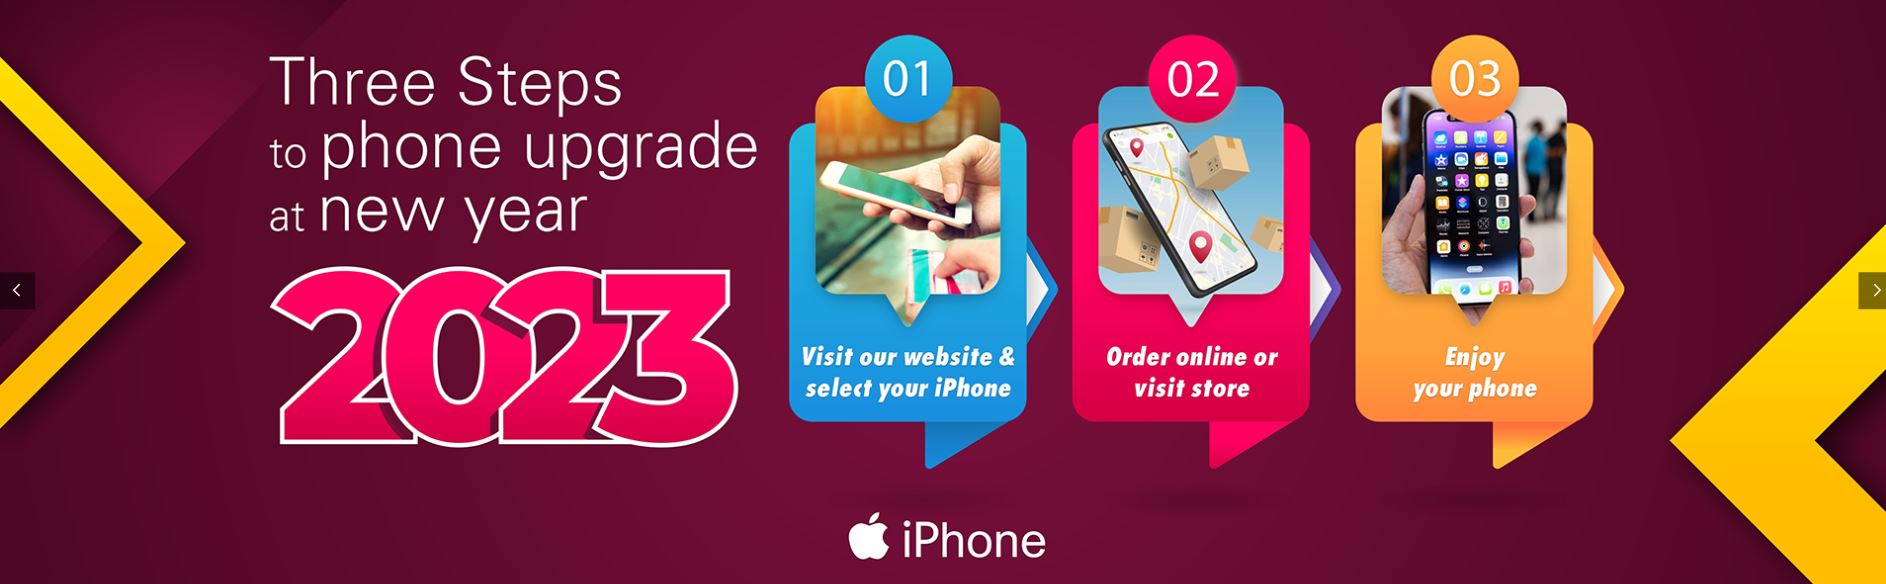 Three Steps
to phone upgrade
at new year
2023
01
Visit our website &
select your iPhone
02
Order online or
visit store
03
Enjoy
your phone
iPhone